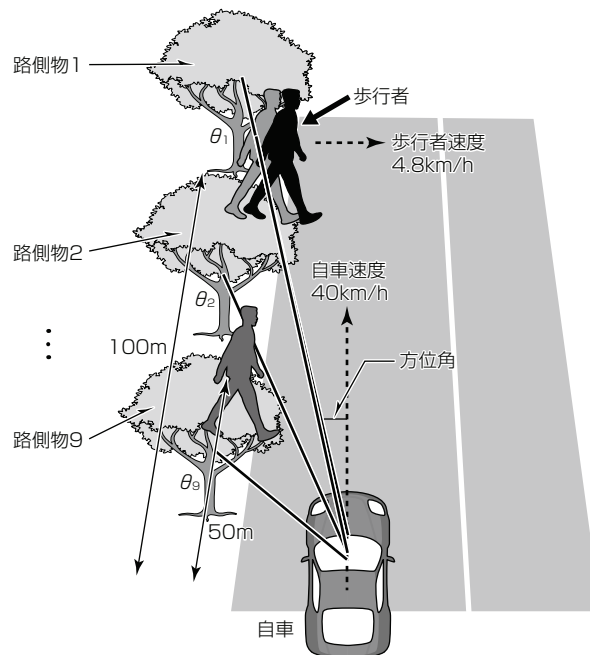 路側物1
歩行者
θ1
歩行者速度
4.8km/h
路側物2
自車速度
40km/h
θ2
⋮
100m
方位角
路側物9
θ9
50m
自車